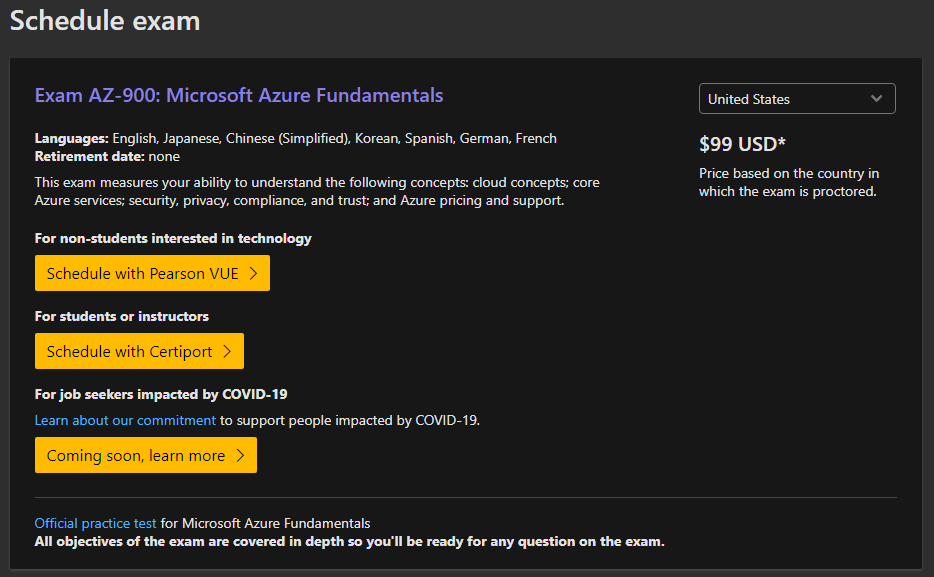 Schedule exam
Exam AZ-900: Microsoft Azure Fundamentals
United States
Languages: English, Japanese, Chinese (Simplified), Korean, Spanish, German, French
Retirement date: none
$99 USD*
Price based on the country in
which the exam is proctored.
This exam measures your ability to understand the following concepts: cloud concepts; core
Azure services; security, privacy, compliance, and trust; and Azure pricing and support.
For non-students interested in technology
Schedule with Pearson VUE
For students or instructors
Schedule with Certiport
For job seekers impacted by COVID-19
Learn about our commitment to support people impacted by COVID-19.
Coming soon, learn more
Official practice test for Microsoft Azure Fundamentals
All objectives of the exam are covered in depth so you'll be ready for any question on the exam.